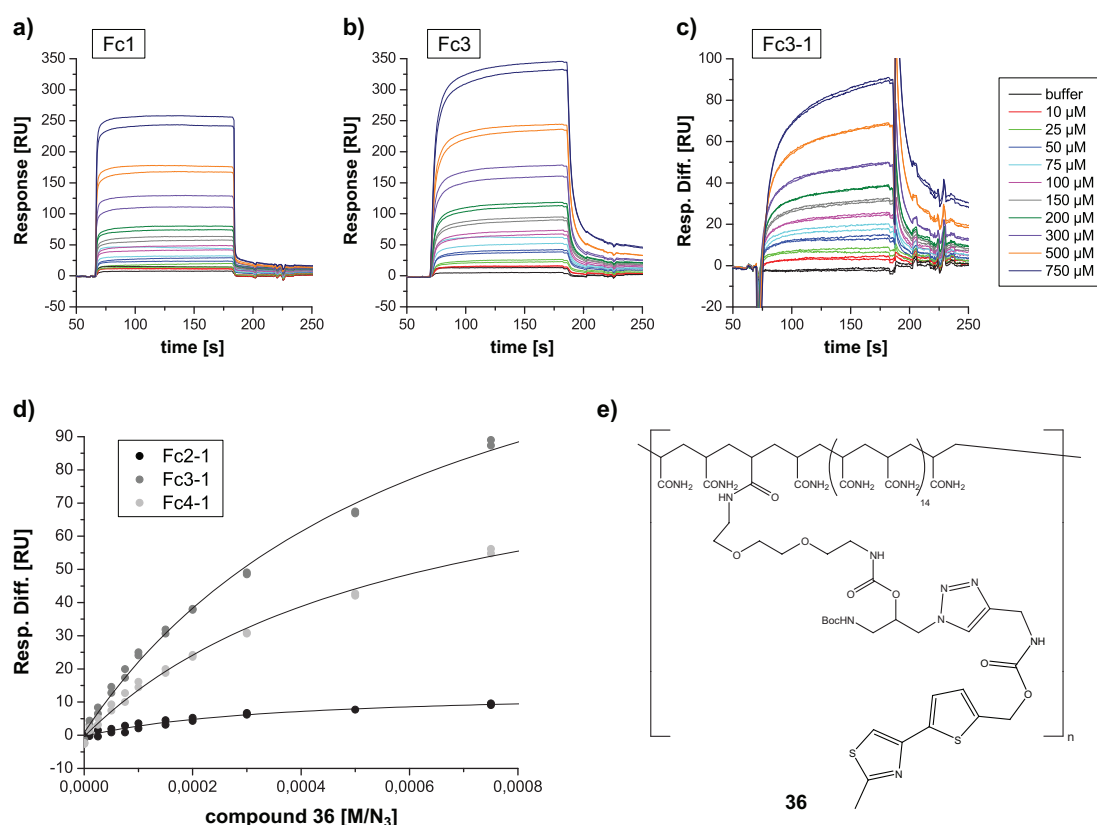 a)
Fc1
Response [RU]
350
300
250
200
150
100
50
0
-50
50
100
150
200
250
time [s]
b)
Fc3
Response [RU]
350
300
250
200
150
100
50
0
-50
50
100
150
200
250
time [s]
c)
Fc3-1
Resp. Diff. [RU]
100
80
60
40
20
0
-20
50
100
150
200
250
time [s]
buffer
10 µM
25 µM
50 µM
75 µM
100 µM
150 µM
200 µM
300 µM
500 µM
750 µM
d)
Fc2-1
Fc3-1
Fc4-1
Resp. Diff. [RU]
90
80
70
60
50
40
30
20
10
0
-10
0,0000
0,0002
0,0004
0,0006
0,0008
compound 36 [M/N3]
e)
CONH2
CONH2
CONH2
CONH2
CONH2
CONH2
14
HN
O
O
O
NH
O
O
BocHN
N
N
N
NH
O
O
S
S
N
n
36